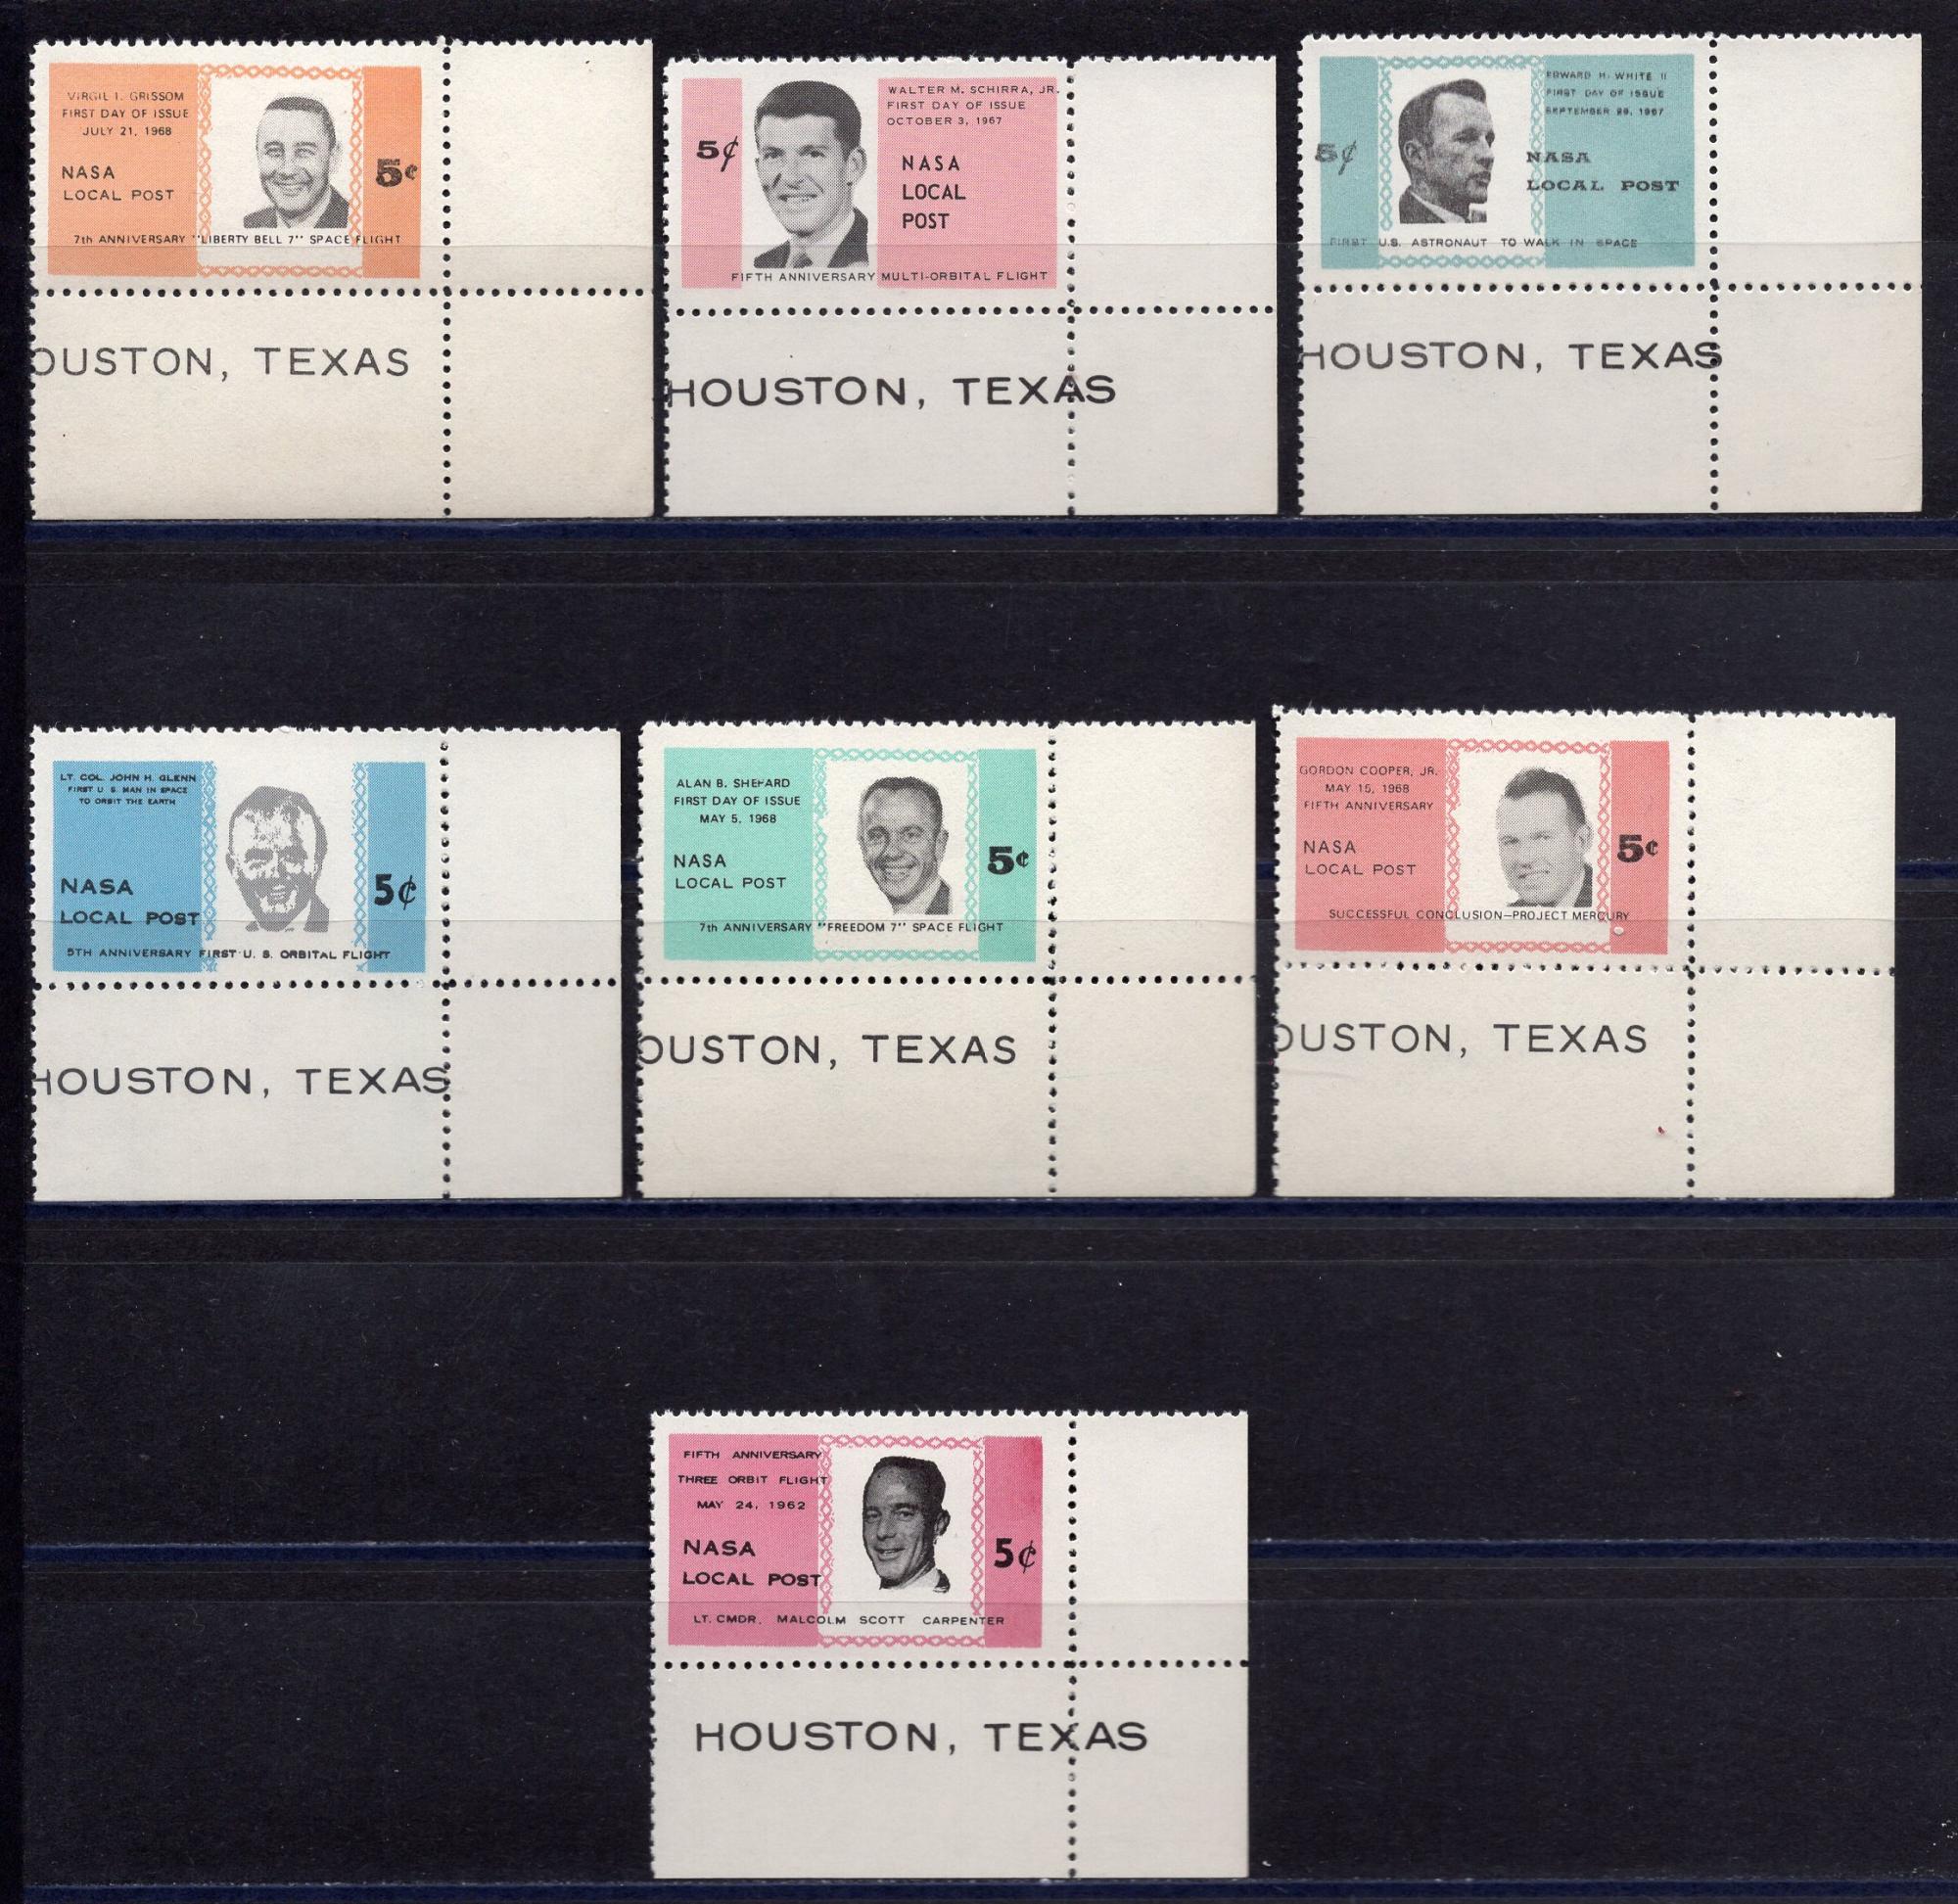 VIRGIL I. GRISSOM
FIRST DAY OF ISSUE
JULY 21, 1968
NASA
LOCAL POST
5¢
7th ANNIVERSARY "LIBERTY BELL 7" SPACE FLIGHT
OUSTON, TEXAS
5¢
WALTER M. SCHIRRA, JR.
FIRST DAY OF ISSUE
OCTOBER 3, 1967
NASA
LOCAL
POST
FIFTH ANNIVERSARY MULTI-ORBITAL FLIGHT
HOUSTON, TEXAS
5¢
EDWARD H. WHITE II
FIRST DAY OF ISSUE
SEPTEMBER 29, 1967
NASA
LOCAL POST
FIRST U.S. ASTRONAUT TO WALK IN SPACE
HOUSTON, TEXAS
LT. COL. JOHN H. GLENN
FIRST U S MAN IN SPACE
TO ORBIT THE EARTH
NASA
LOCAL POST
5¢
5TH ANNIVERSARY FIRST U. S. ORBITAL FLIGHT
HOUSTON, TEXAS
ALAN B. SHEPARD
FIRST DAY OF ISSUE
MAY 5, 1968
NASA
LOCAL POST
5¢
7th ANNIVERSARY "FREEDOM 7" SPACE FLIGHT
OUSTON, TEXAS
GORDON COOPER, JR.
MAY 15, 1968
FIFTH ANNIVERSARY
NASA
LOCAL POST
5¢
SUCCESSFUL CONCLUSION—PROJECT MERCURY
OUSTON, TEXAS
FIFTH ANNIVERSARY
THREE ORBIT FLIGHT
MAY 24, 1962
NASA
LOCAL POST
5¢
LT. CMDR. MALCOLM SCOTT CARPENTER
HOUSTON, TEXAS